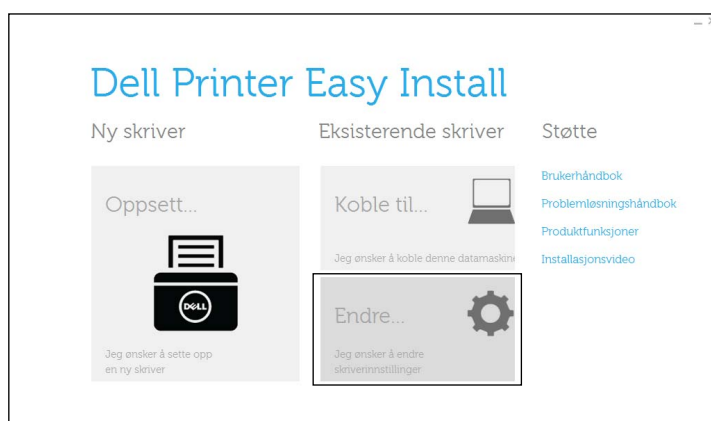 Dell Printer Easy Install
Ny skriver
Oppsett...
DELL
Jeg ønsker å sette opp
en ny skriver
Eksisterende skriver
Koble til...
Jeg ønsker å koble denne datamaskine
Endre...
Jeg ønsker å endre
skriverinnstillinger
Støtte
Brukerhåndbok
Problemløsningshåndbok
Produktfunksjoner
Installasjonsvideo